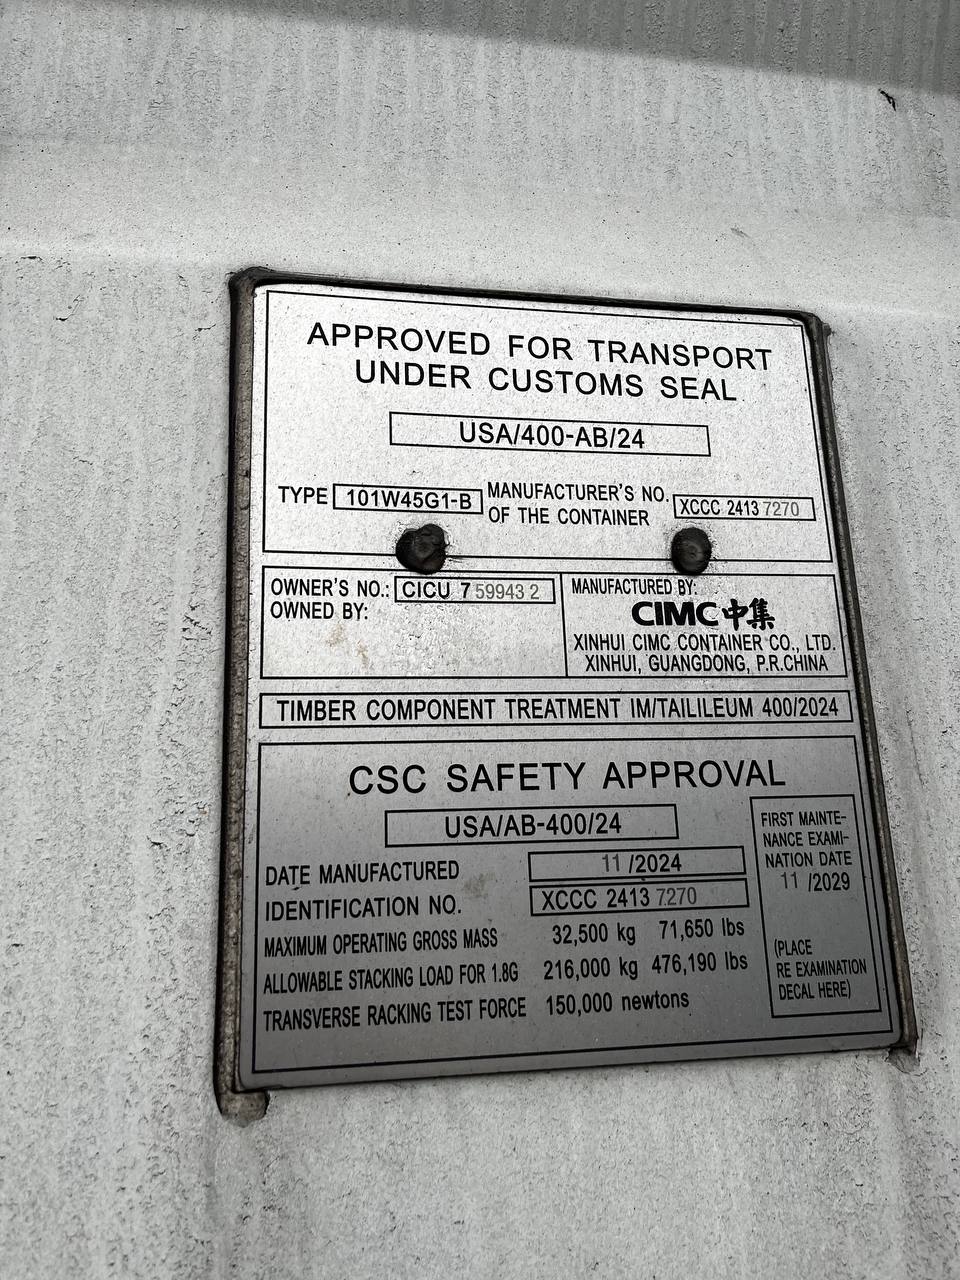 APPROVED FOR TRANSPORT
UNDER CUSTOMS SEAL
USA/400-AB/24
TYPE 101W45G1-B
MANUFACTURER'S NO.
OF THE CONTAINER
XCCC 2413 7270
OWNER'S NO.: CICU 7 59943 2
OWNED BY:
MANUFACTURED BY:
CIMC中集
XINHUI CIMC CONTAINER CO., LTD.
XINHUI, GUANGDONG, P.R.CHINA
TIMBER COMPONENT TREATMENT IM/TAILILEUM 400/2024
CSC SAFETY APPROVAL
USA/AB-400/24
DATE MANUFACTURED 11 /2024
IDENTIFICATION NO. XCCC 2413 7270
MAXIMUM OPERATING GROSS MASS 32,500 kg 71,650 lbs
ALLOWABLE STACKING LOAD FOR 1.8G 216,000 kg 476,190 lbs
TRANSVERSE RACKING TEST FORCE 150,000 newtons
FIRST MAINTE-
NANCE EXAMI-
NATION DATE
11 /2029
(PLACE
RE EXAMINATION
DECAL HERE)